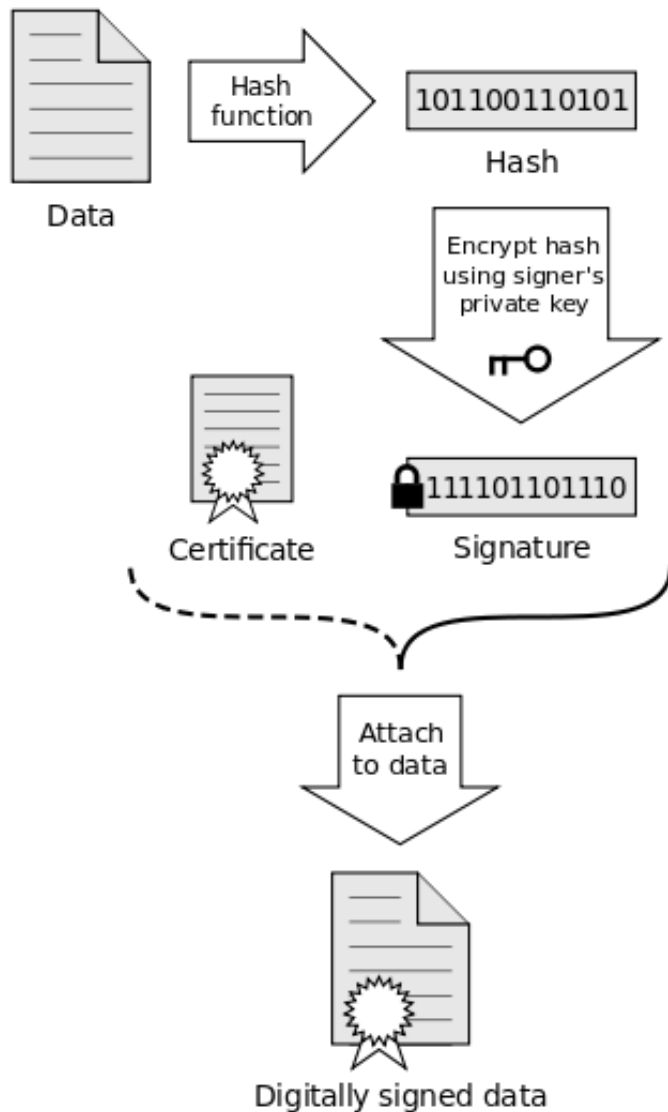 Hash
function
101100110101
Hash
Data
Encrypt hash
using signer's
private key
111101101110
Certificate
Signature
Attach
to data
Digitally signed data